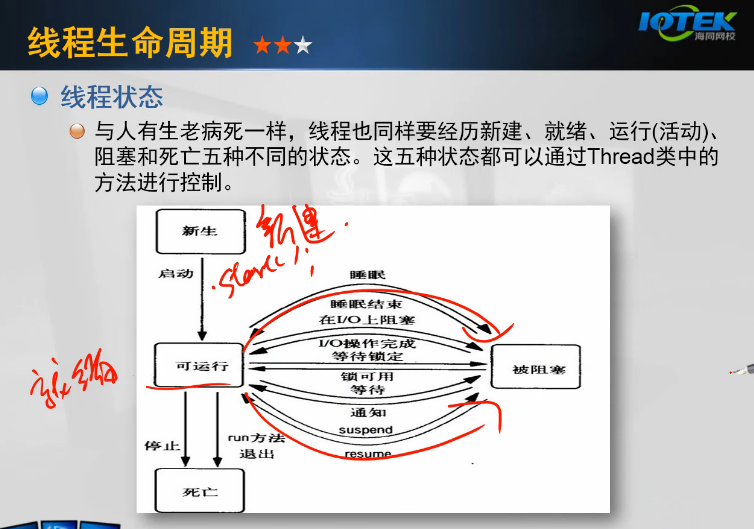 线程生命周期
IOTEK
海同网校
线程状态
与人有生老病死一样，线程也同样要经历新建、就绪、运行(活动)、
阻塞和死亡五种不同的状态。这五种状态都可以通过Thread类中的
方法进行控制。
新生
新建.
启动
.start();
睡眠
睡眠结束
在I/O上阻塞
I/O操作完成
等待锁定
可运行
被阻塞
就绪
锁可用
等待
通知
suspend
resume
停止
run方法
退出
死亡